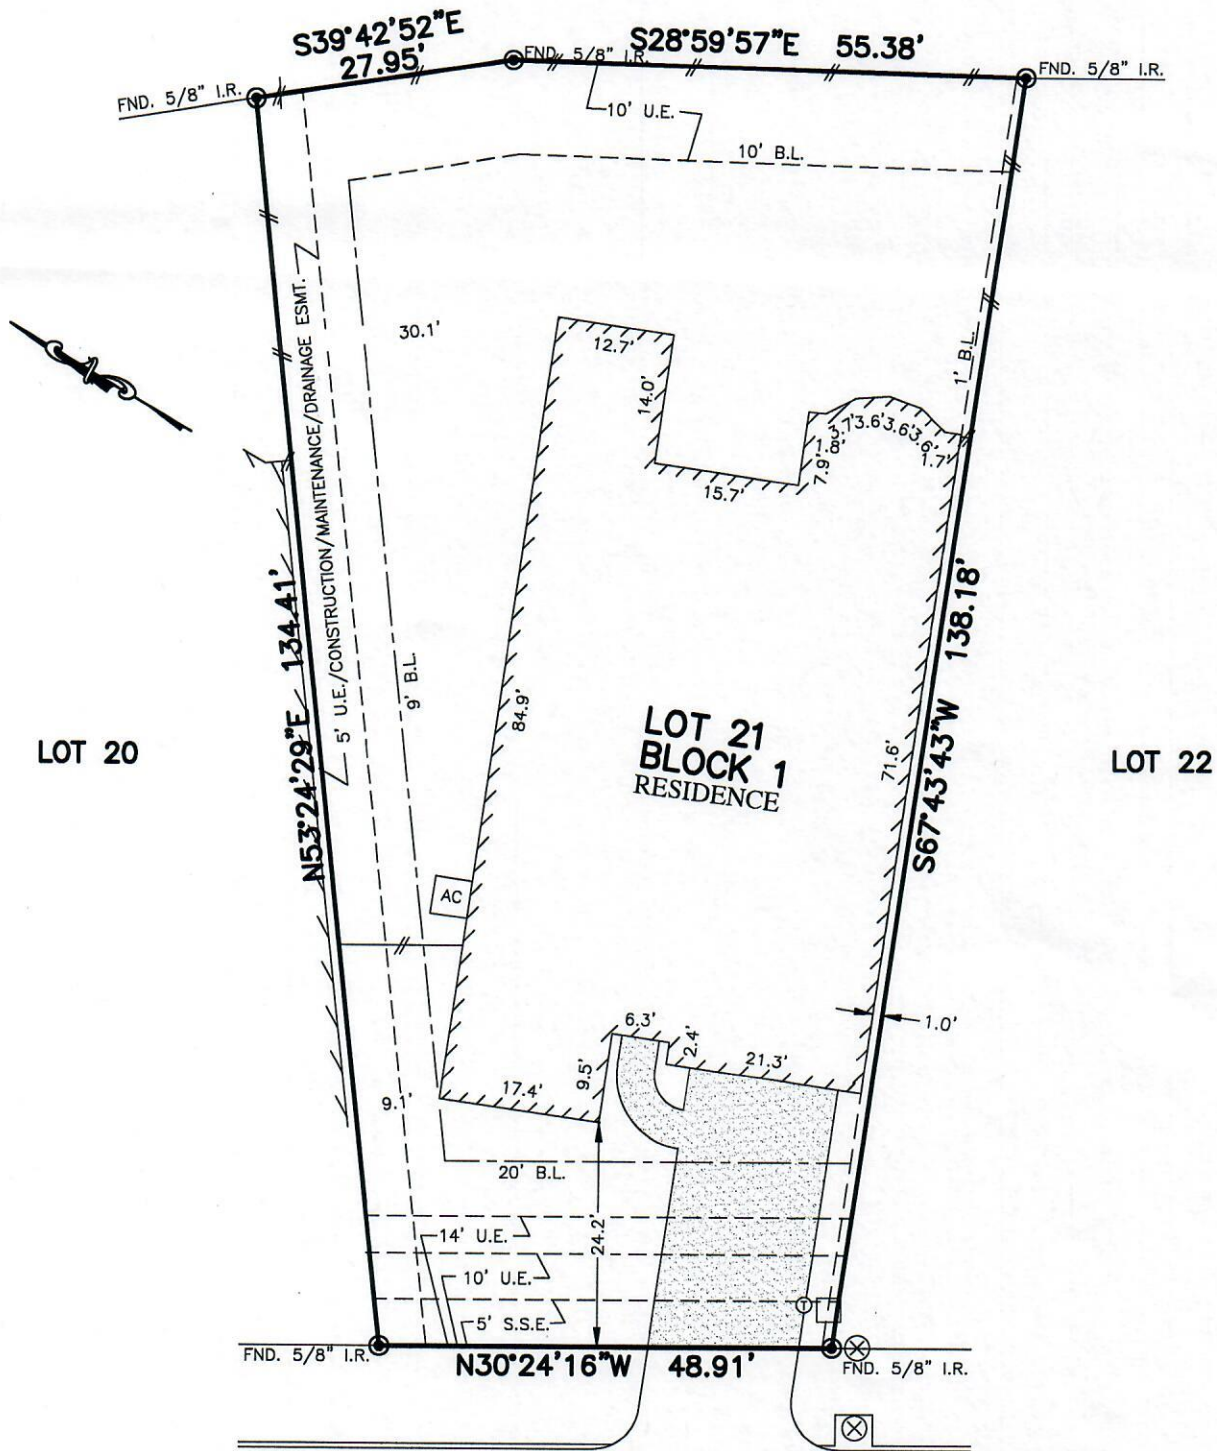 S39°42'52"E
27.95'
S28°59'57"E 55.38'
FND. 5/8" I.R.
FND. 5/8" I.R.
FND. 5/8" I.R.
10' U.E.
10' B.L.
5' U.E./CONSTRUCTION/MAINTENANCE/DRAINAGE ESMT.
30.1'
12.7'
14.0'
1' B.L.
15.7'
7.9'
1.8'
3.7'
3.6'
3.6'
3.6'
1.7'
N53°24'29"E 134.41'
9' B.L.
84.9'
LOT 20
LOT 21
BLOCK 1
RESIDENCE
71.6'
S67°43'43"W 138.18'
LOT 22
AC
1.0'
6.3'
2.4'
21.3'
9.5'
17.4'
9.1'
20' B.L.
24.2'
14' U.E.
10' U.E.
5' S.S.E.
T
FND. 5/8" I.R.
N30°24'16"W 48.91'
FND. 5/8" I.R.